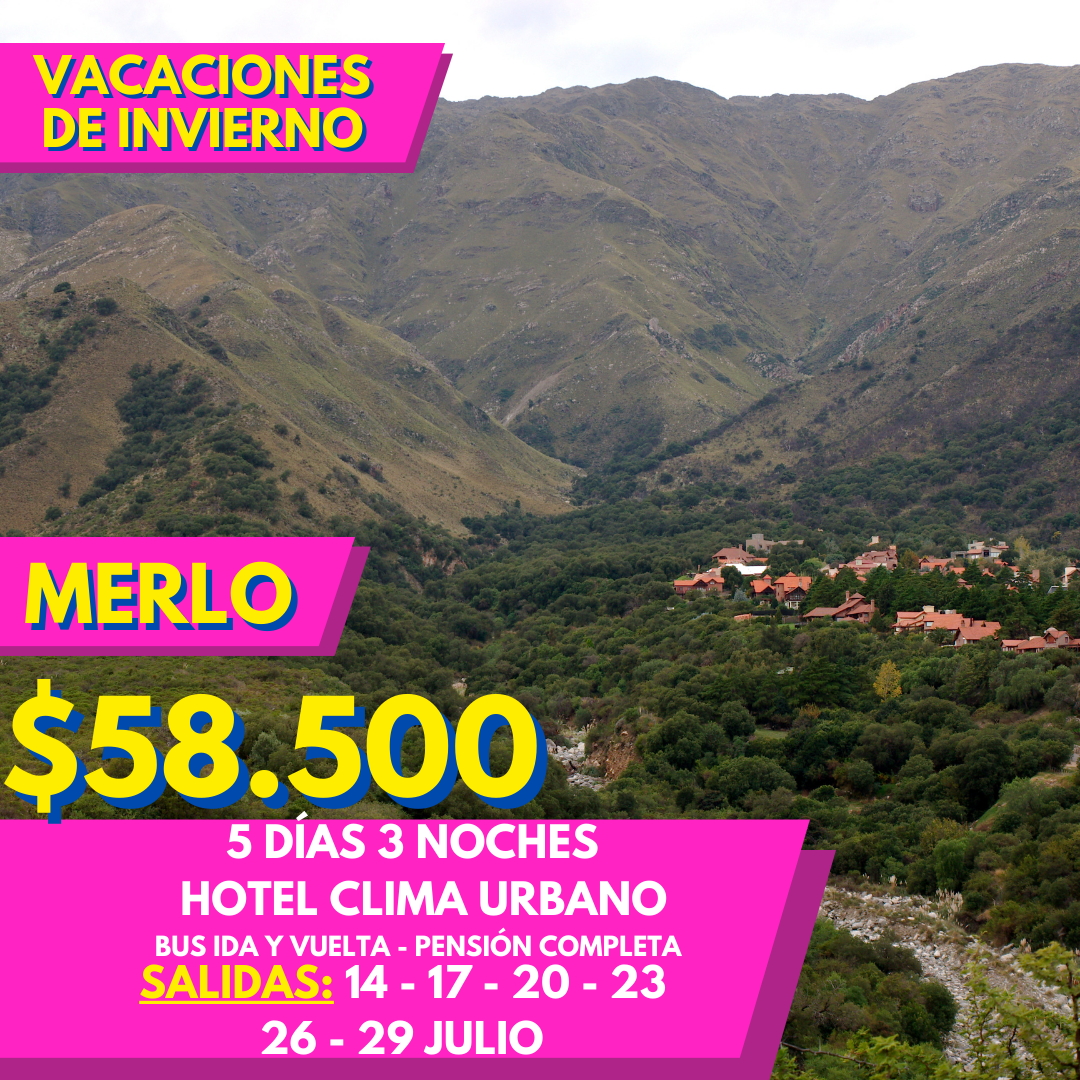 VACACIONES
DE INVIERNO
MERLO
$58.500
5 DÍAS 3 NOCHES
HOTEL CLIMA URBANO
BUS IDA Y VUELTA - PENSIÓN COMPLETA
SALIDAS: 14 - 17 - 20 - 23
26 - 29 JULIO